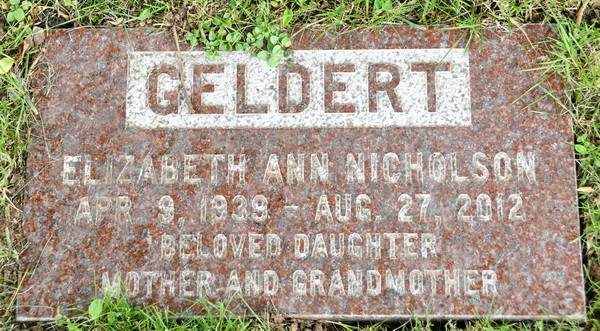 GELDERT
ELIZABETH ANN NICHOLSON
APR 9, 1939 - AUG. 27, 2012
BELOVED DAUGHTER
MOTHER AND GRANDMOTHER